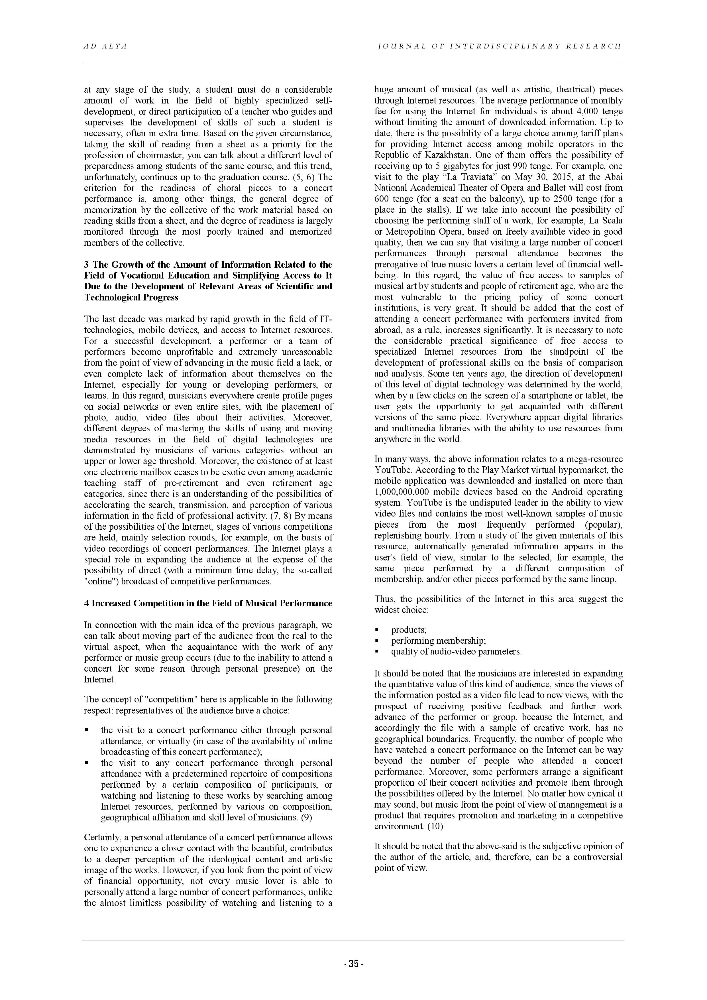 AD ALTA
JOURNAL OF INTERDISCIPLINARY RESEARCH
at any stage of the study, a student must do a considerable
amount of work in the field of highly specialized self-
development, or direct participation of a teacher who guides and
supervises the development of skills of such a student is
necessary, often in extra time. Based on the given circumstance,
taking the skill of reading from a sheet as a priority for the
profession of choirmaster, you can talk about a different level of
preparedness among students of the same course, and this trend,
unfortunately, continues up to the graduation course. (5, 6) The
criterion for the readiness of choral pieces to a concert
performance is, among other things, the general degree of
memorization by the collective of the work material based on
reading skills from a sheet, and the degree of readiness is largely
monitored through the most poorly trained and memorized
members of the collective.
3 The Growth of the Amount of Information Related to the
Field of Vocational Education and Simplifying Access to It
Due to the Development of Relevant Areas of Scientific and
Technological Progress
The last decade was marked by rapid growth in the field of IT-
technologies, mobile devices, and access to Internet resources.
For a successful development, a performer or a team of
performers become unprofitable and extremely unreasonable
from the point of view of advancing in the music field a lack, or
even complete lack of information about themselves on the
Internet, especially for young or developing performers, or
teams. In this regard, musicians everywhere create profile pages
on social networks or even entire sites, with the placement of
photo, audio, video files about their activities. Moreover,
different degrees of mastering the skills of using and moving
media resources in the field of digital technologies are
demonstrated by musicians of various categories without an
upper or lower age threshold. Moreover, the existence of at least
one electronic mailbox ceases to be exotic even among academic
teaching staff of pre-retirement and even retirement age
categories, since there is an understanding of the possibilities of
accelerating the search, transmission, and perception of various
information in the field of professional activity. (7, 8) By means
of the possibilities of the Internet, stages of various competitions
are held, mainly selection rounds, for example, on the basis of
video recordings of concert performances. The Internet plays a
special role in expanding the audience at the expense of the
possibility of direct (with a minimum time delay, the so-called
"online") broadcast of competitive performances.
4 Increased Competition in the Field of Musical Performance
In connection with the main idea of the previous paragraph, we
can talk about moving part of the audience from the real to the
virtual aspect, when the acquaintance with the work of any
performer or music group occurs (due to the inability to attend a
concert for some reason through personal presence) on the
Internet.
The concept of "competition" here is applicable in the following
respect: representatives of the audience have a choice:
▪ the visit to a concert performance either through personal
attendance, or virtually (in case of the availability of online
broadcasting of this concert performance);
▪ the visit to any concert performance through personal
attendance with a predetermined repertoire of compositions
performed by a certain composition of participants, or
watching and listening to these works by searching among
Internet resources, performed by various on composition,
geographical affiliation and skill level of musicians. (9)
Certainly, a personal attendance of a concert performance allows
one to experience a closer contact with the beautiful, contributes
to a deeper perception of the ideological content and artistic
image of the works. However, if you look from the point of view
of financial opportunity, not every music lover is able to
personally attend a large number of concert performances, unlike
the almost limitless possibility of watching and listening to a
huge amount of musical (as well as artistic, theatrical) pieces
through Internet resources. The average performance of monthly
fee for using the Internet for individuals is about 4,000 tenge
without limiting the amount of downloaded information. Up to
date, there is the possibility of a large choice among tariff plans
for providing Internet access among mobile operators in the
Republic of Kazakhstan. One of them offers the possibility of
receiving up to 5 gigabytes for just 990 tenge. For example, one
visit to the play “La Traviata” on May 30, 2015, at the Abai
National Academical Theater of Opera and Ballet will cost from
600 tenge (for a seat on the balcony), up to 2500 tenge (for a
place in the stalls). If we take into account the possibility of
choosing the performing staff of a work, for example, La Scala
or Metropolitan Opera, based on freely available video in good
quality, then we can say that visiting a large number of concert
performances through personal attendance becomes the
prerogative of true music lovers a certain level of financial well-
being. In this regard, the value of free access to samples of
musical art by students and people of retirement age, who are the
most vulnerable to the pricing policy of some concert
institutions, is very great. It should be added that the cost of
attending a concert performance with performers invited from
abroad, as a rule, increases significantly. It is necessary to note
the considerable practical significance of free access to
specialized Internet resources from the standpoint of the
development of professional skills on the basis of comparison
and analysis. Some ten years ago, the direction of development
of this level of digital technology was determined by the world,
when by a few clicks on the screen of a smartphone or tablet, the
user gets the opportunity to get acquainted with different
versions of the same piece. Everywhere appear digital libraries
and multimedia libraries with the ability to use resources from
anywhere in the world.
In many ways, the above information relates to a mega-resource
YouTube. According to the Play Market virtual hypermarket, the
mobile application was downloaded and installed on more than
1,000,000,000 mobile devices based on the Android operating
system. YouTube is the undisputed leader in the ability to view
video files and contains the most well-known samples of music
pieces from the most frequently performed (popular),
replenishing hourly. From a study of the given materials of this
resource, automatically generated information appears in the
user's field of view, similar to the selected, for example, the
same piece performed by a different composition of
membership, and/or other pieces performed by the same lineup.
Thus, the possibilities of the Internet in this area suggest the
widest choice:
▪ products;
▪ performing membership;
▪ quality of audio-video parameters.
It should be noted that the musicians are interested in expanding
the quantitative value of this kind of audience, since the views of
the information posted as a video file lead to new views, with the
prospect of receiving positive feedback and further work
advance of the performer or group, because the Internet, and
accordingly the file with a sample of creative work, has no
geographical boundaries. Frequently, the number of people who
have watched a concert performance on the Internet can be way
beyond the number of people who attended a concert
performance. Moreover, some performers arrange a significant
proportion of their concert activities and promote them through
the possibilities offered by the Internet. No matter how cynical it
may sound, but music from the point of view of management is a
product that requires promotion and marketing in a competitive
environment. (10)
It should be noted that the above-said is the subjective opinion of
the author of the article, and, therefore, can be a controversial
point of view.
- 35 -